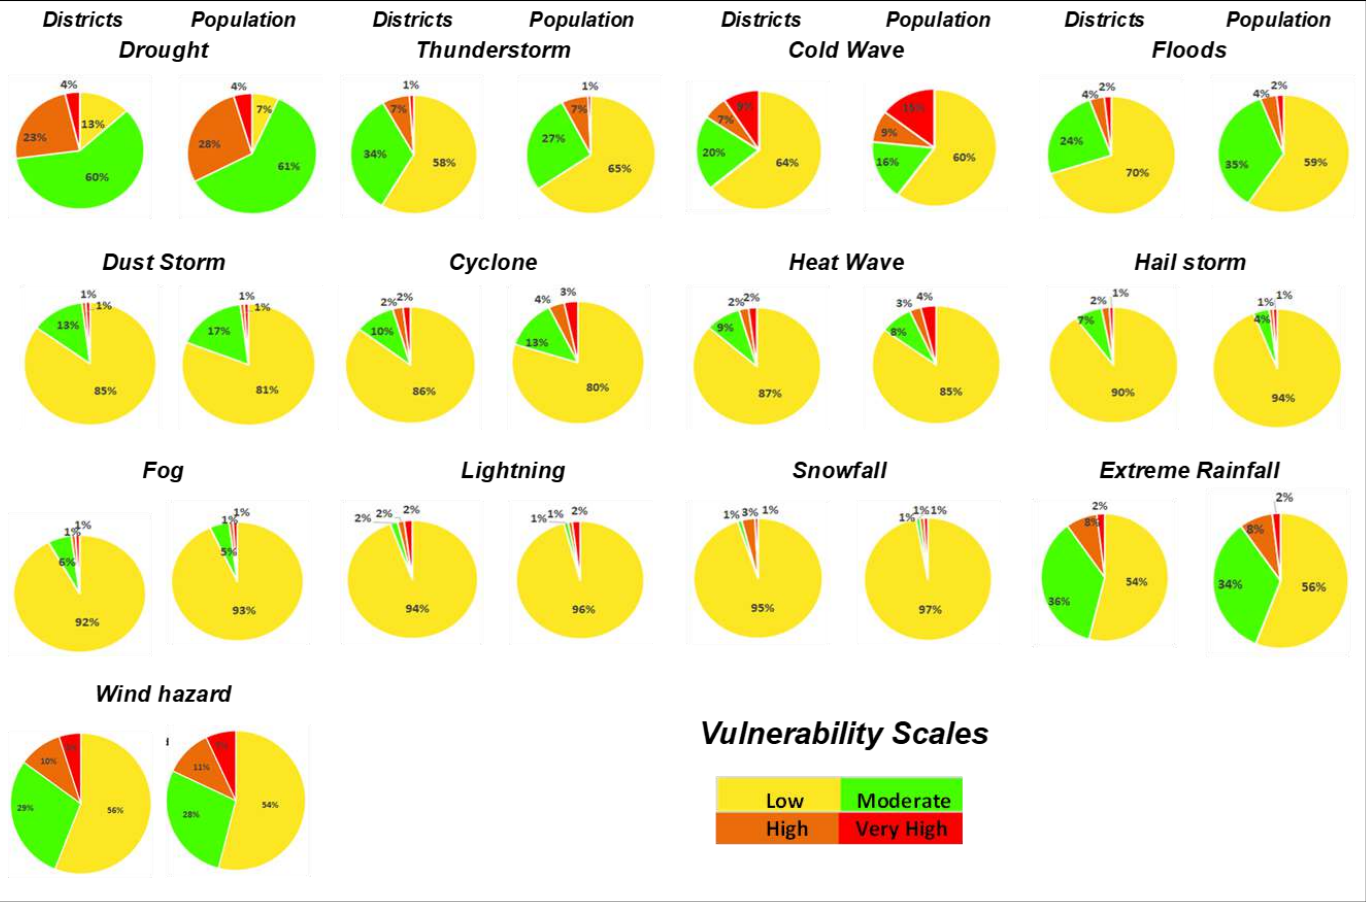 Districts Population Districts Population Districts Population Districts Population
Drought Thunderstorm Cold Wave Floods
4% 13% 23% 60%
4% 7% 28% 61%
1% 7% 34% 58%
1% 7% 27% 65%
9% 7% 20% 64%
15% 9% 16% 60%
4% 2% 24% 70%
4% 2% 35% 59%
Dust Storm Cyclone Heat Wave Hail storm
1% 1% 13% 85%
1% 1% 17% 81%
2% 2% 10% 86%
4% 3% 13% 80%
2% 2% 9% 87%
3% 4% 8% 85%
2% 1% 7% 90%
1% 1% 4% 94%
Fog Lightning Snowfall Extreme Rainfall
1% 1% 6% 92%
1% 1% 5% 93%
2% 2% 2% 94%
1% 1% 2% 96%
1% 3% 1% 95%
1% 1% 1% 97%
2% 8% 36% 54%
2% 8% 34% 56%
Wind hazard
10% 29% 56%
11% 28% 54%
Vulnerability Scales
Low Moderate
High Very High